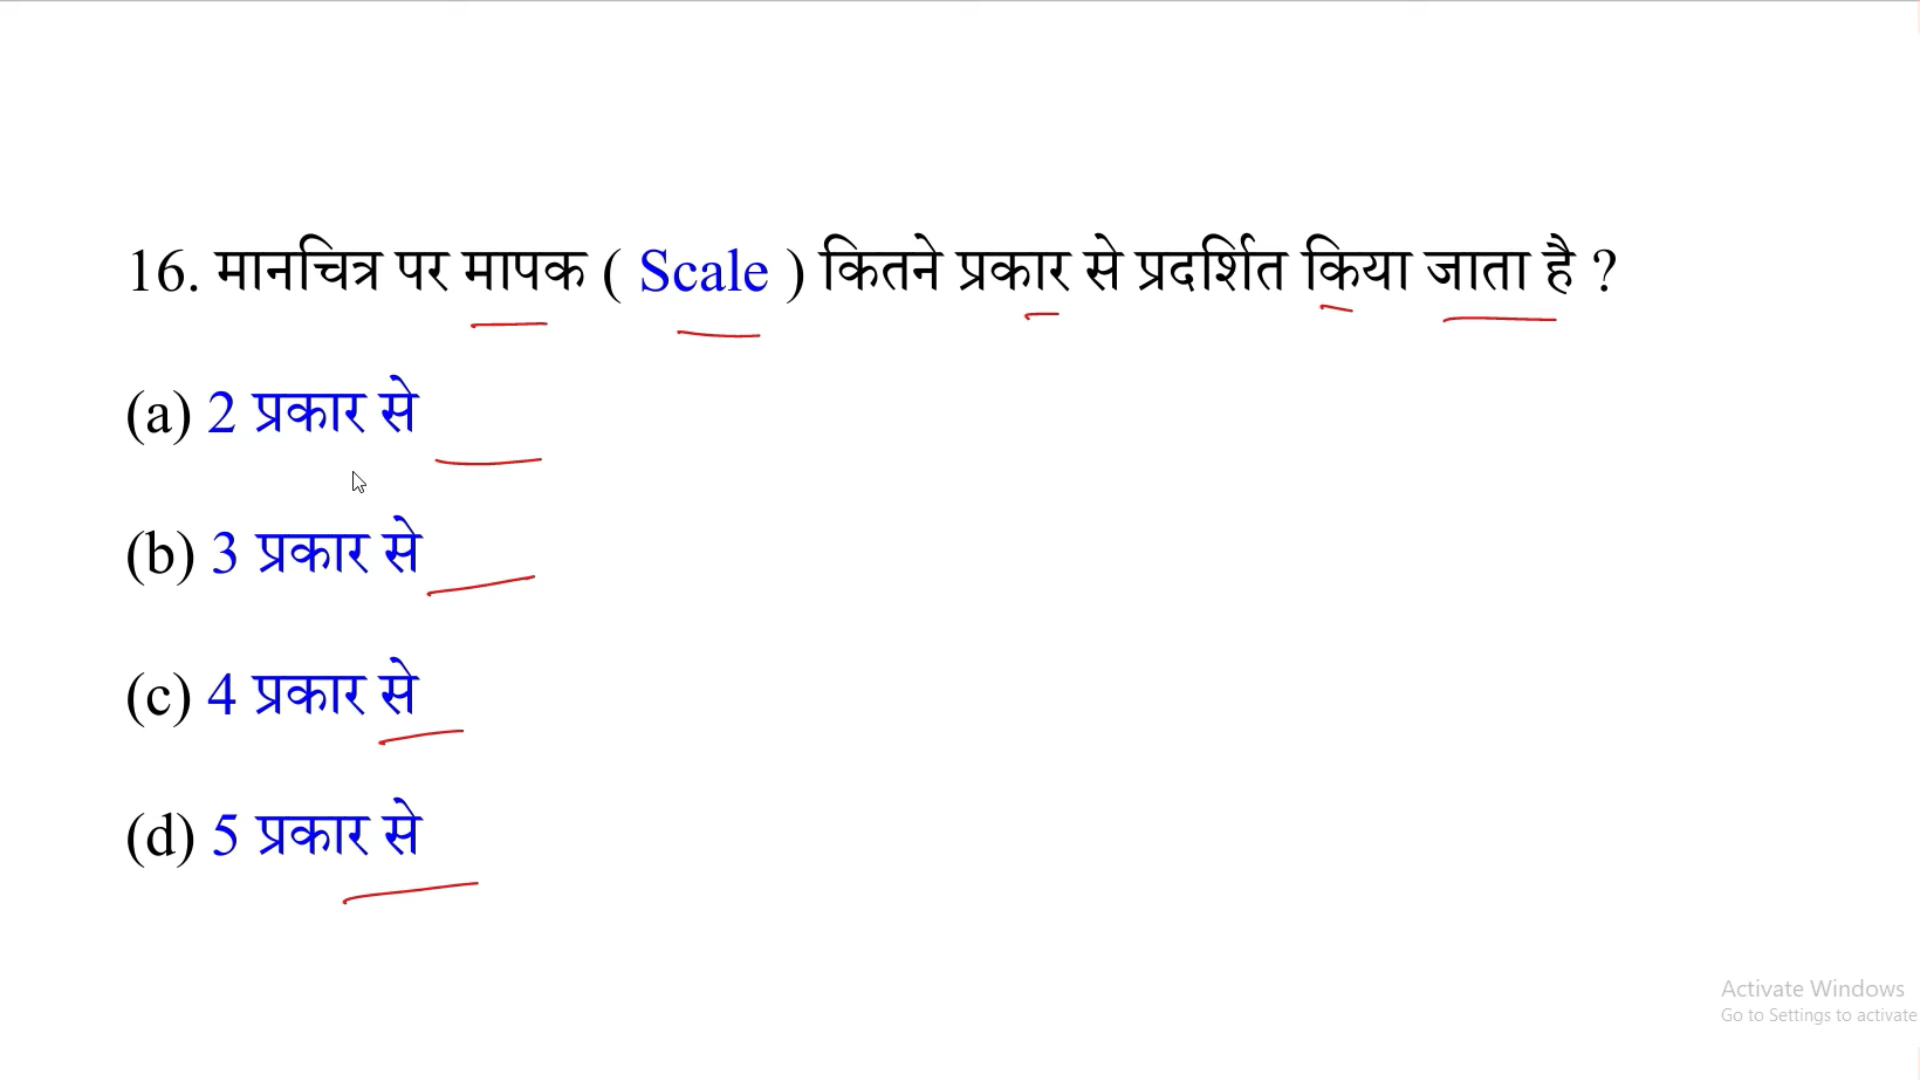 16. मानचित्र पर मापक ( Scale ) कितने प्रकार से प्रदर्शित किया जाता है ?
(a) 2 प्रकार से
(b) 3 प्रकार से
(c) 4 प्रकार से
(d) 5 प्रकार से
Activate Windows
Go to Settings to activate